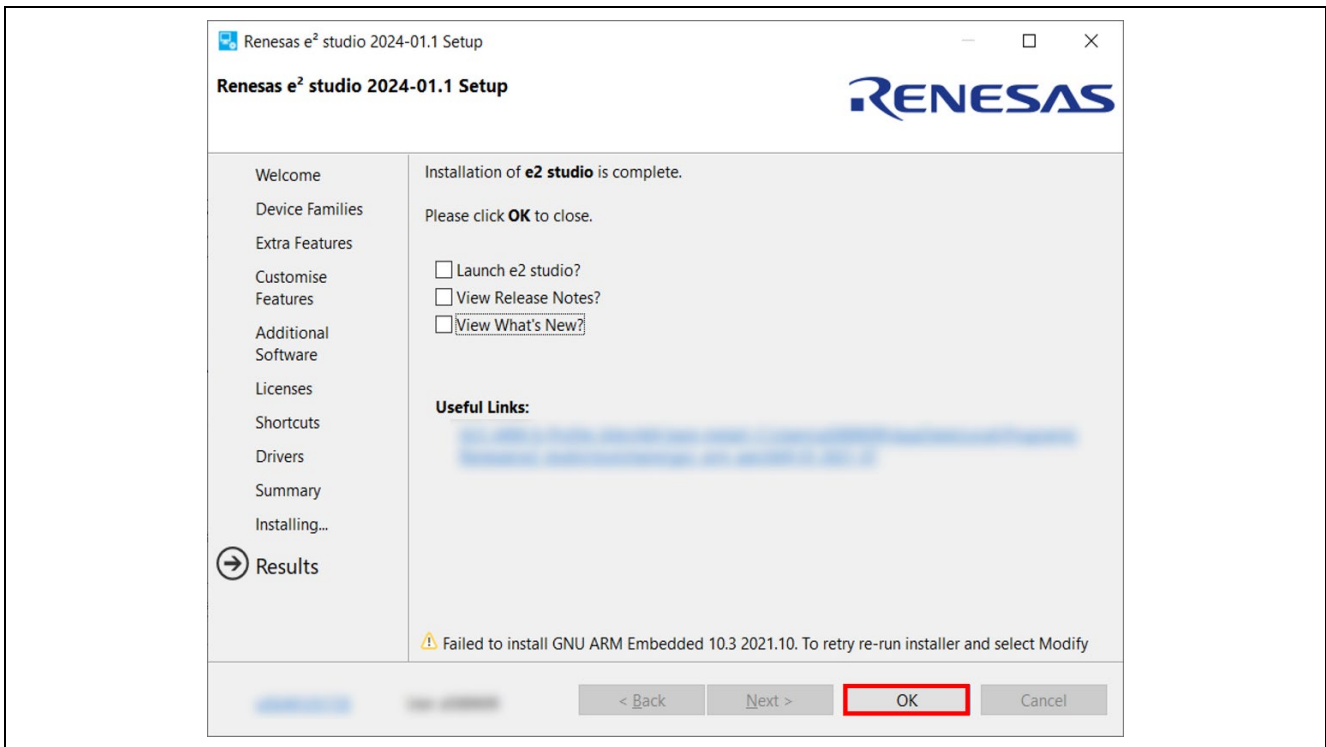 Renesas e² studio 2024-01.1 Setup
Renesas e² studio 2024-01.1 Setup
RENESAS
Welcome
Device Families
Extra Features
Customise
Features
Additional
Software
Licenses
Shortcuts
Drivers
Summary
Installing...
Results
Installation of e2 studio is complete.
Please click OK to close.
Launch e2 studio?
View Release Notes?
View What's New?
Useful Links:
Failed to install GNU ARM Embedded 10.3 2021.10. To retry re-run installer and select Modify
< Back
Next >
OK
Cancel